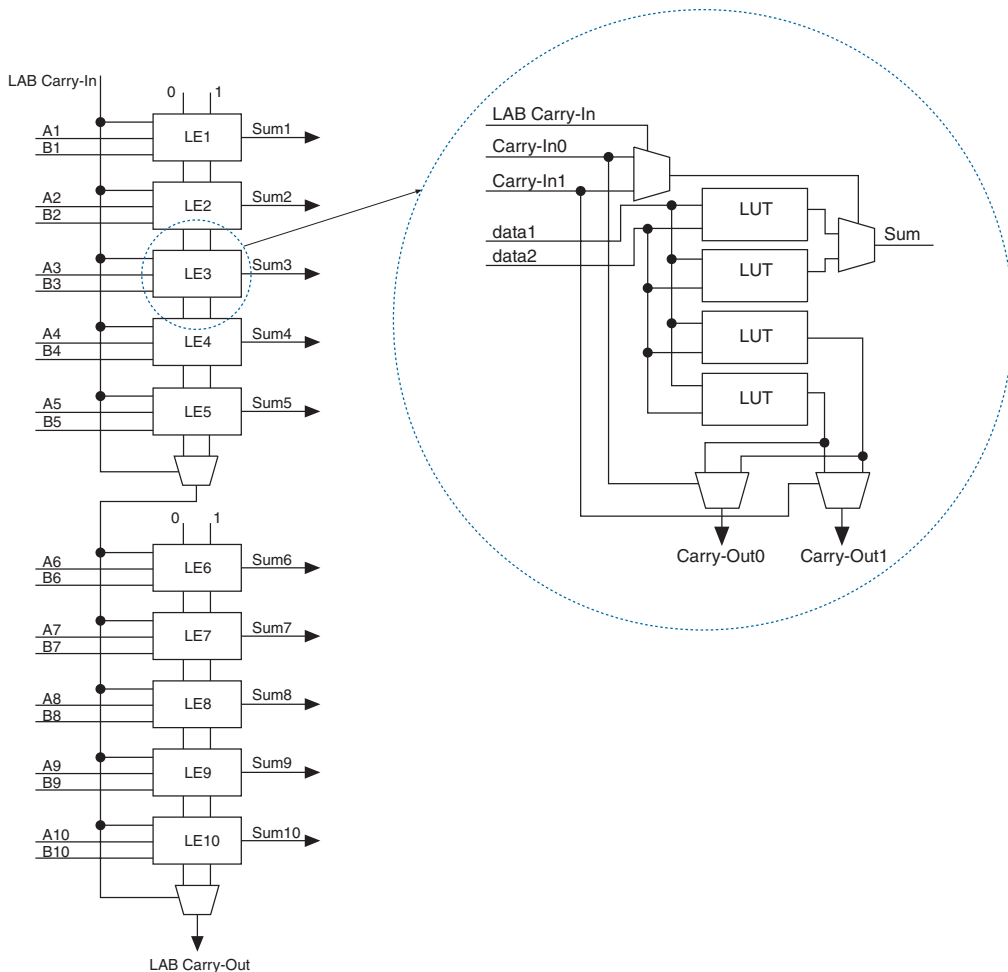 LAB Carry-In
0 1
A1
B1
LE1
Sum1
A2
B2
LE2
Sum2
A3
B3
LE3
Sum3
A4
B4
LE4
Sum4
A5
B5
LE5
Sum5
0 1
A6
B6
LE6
Sum6
A7
B7
LE7
Sum7
A8
B8
LE8
Sum8
A9
B9
LE9
Sum9
A10
B10
LE10
Sum10
LAB Carry-Out
LAB Carry-In
Carry-In0
Carry-In1
data1
data2
LUT
LUT
LUT
LUT
Sum
Carry-Out0
Carry-Out1